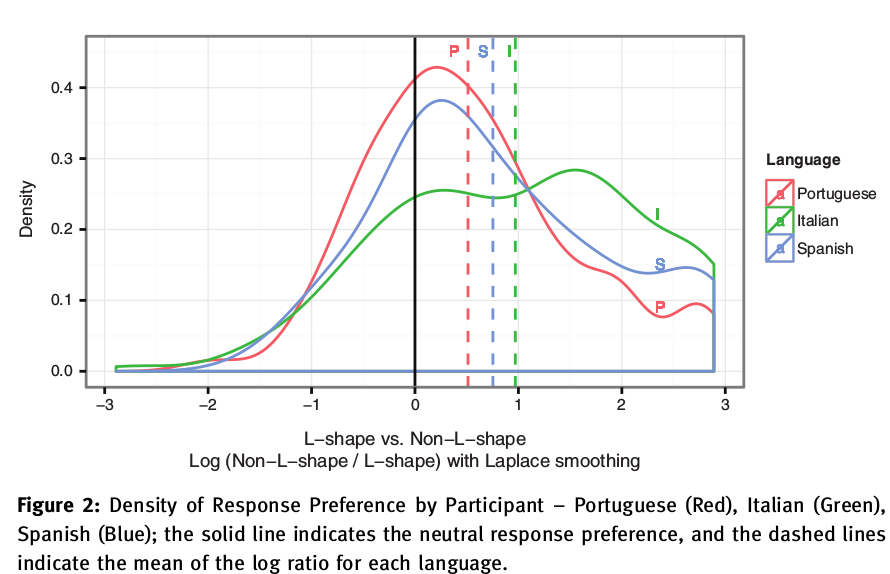 P S I
0.4
0.3
0.2
0.1
0.0
Density
I
S
P
−3 −2 −1 0 1 2 3
L−shape vs. Non−L−shape
Log (Non−L−shape / L−shape) with Laplace smoothing
Language
a Portuguese
a Italian
a Spanish
Figure 2: Density of Response Preference by Participant – Portuguese (Red), Italian (Green),
Spanish (Blue); the solid line indicates the neutral response preference, and the dashed lines
indicate the mean of the log ratio for each language.